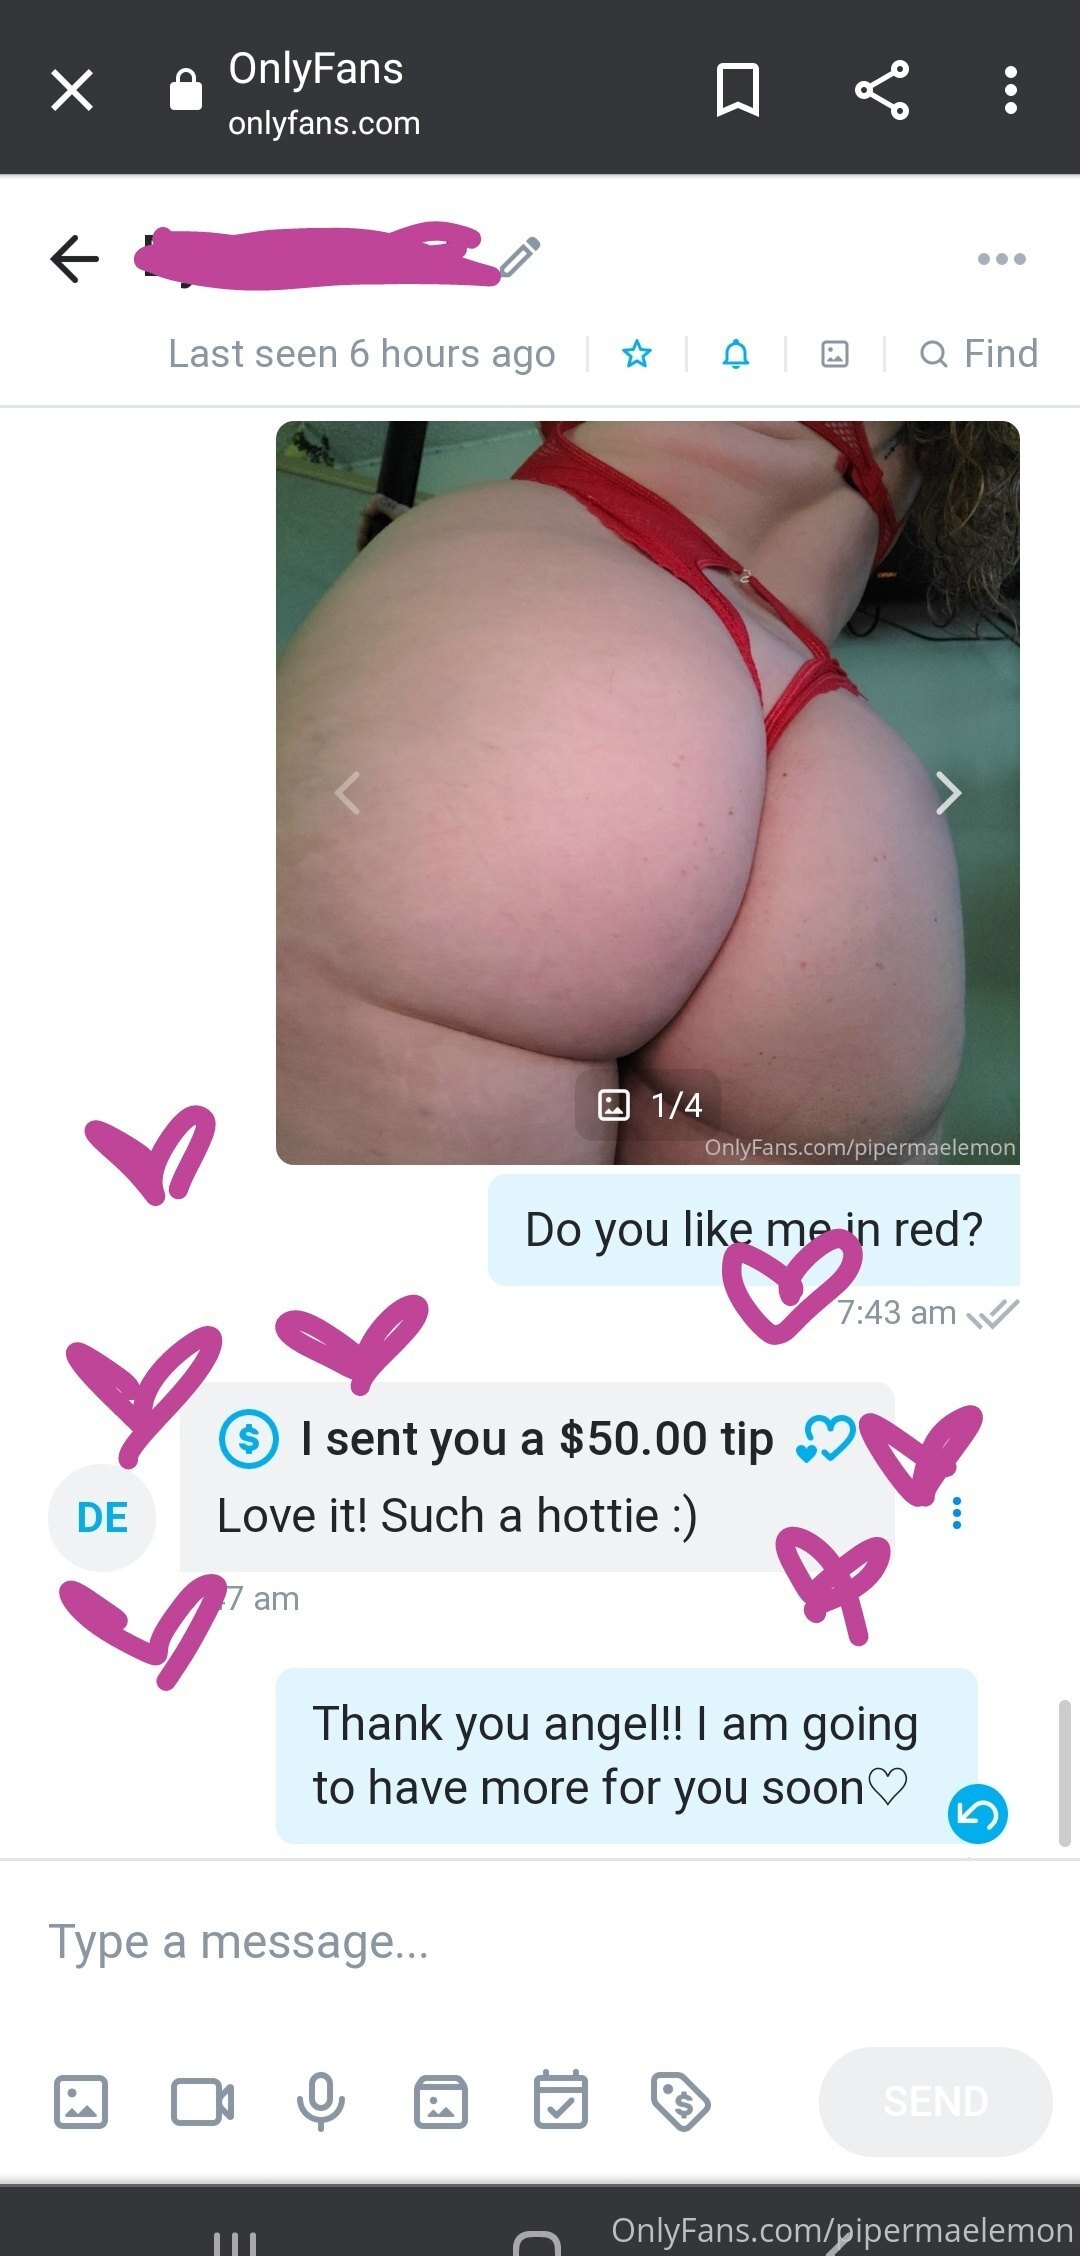 OnlyFans
onlyfans.com
Last seen 6 hours ago
Find
1/4
OnlyFans.com/pipermaelemon
Do you like me in red?
7:43 am
I sent you a $50.00 tip
Love it! Such a hottie :)
DE
7 am
Thank you angel!! I am going
to have more for you soon♡
Type a message...
SEND
OnlyFans.com/pipermaelemon